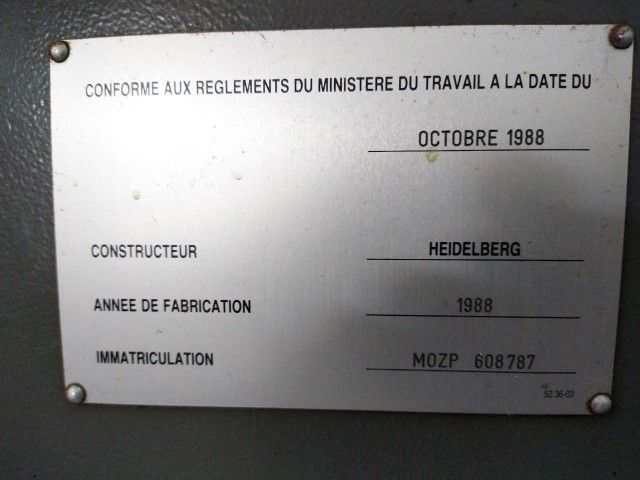 CONFORME AUX REGLEMENTS DU MINISTERE DU TRAVAIL A LA DATE DU
OCTOBRE 1988
CONSTRUCTEUR HEIDELBERG
ANNEE DE FABRICATION 1988
IMMATRICULATION MOZP 608787
52 36-03